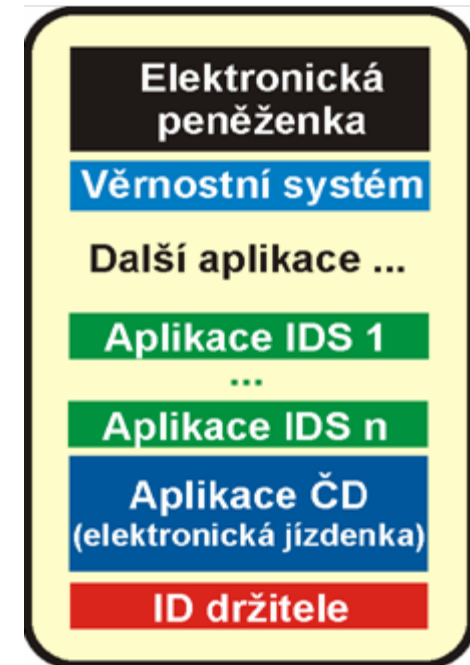 Elektronická
peněženka
Věrnostní systém
Další aplikace ...
Aplikace IDS 1
...
Aplikace IDS n
Aplikace ČD
(elektronická jízdenka)
ID držitele